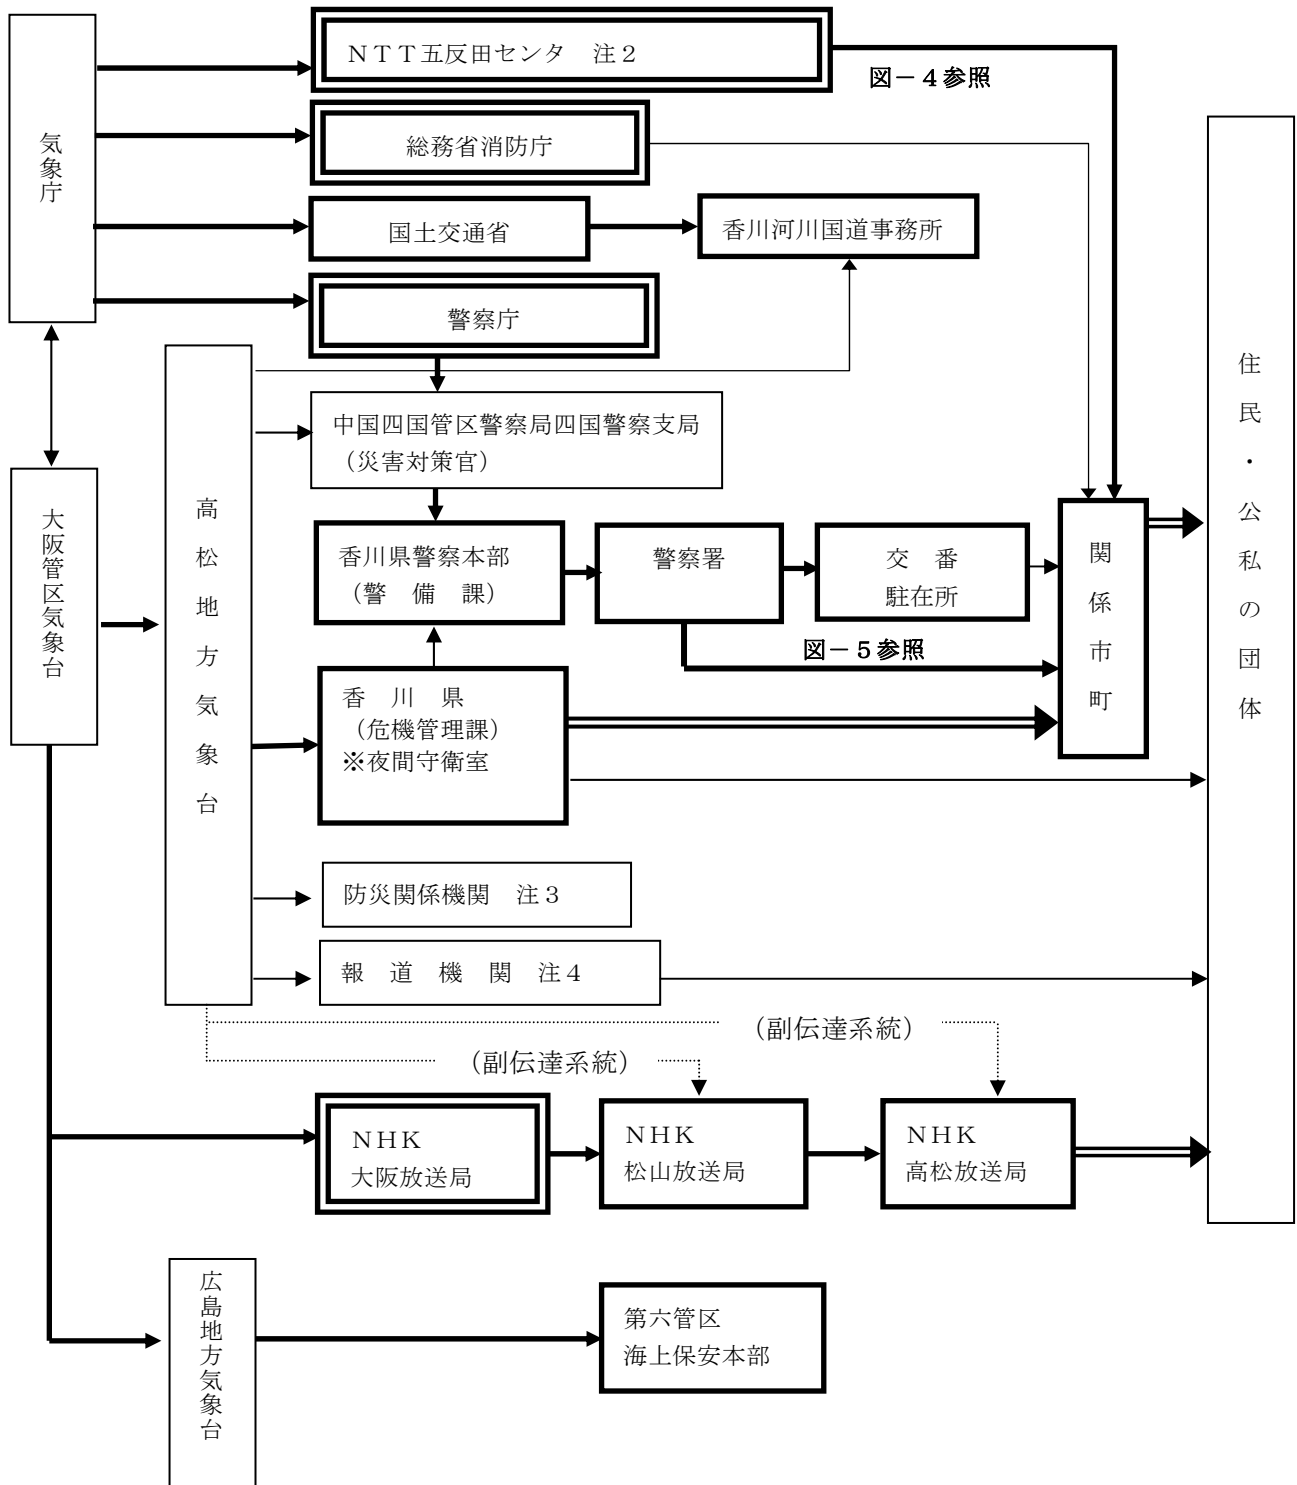 気象庁
ＮＴＴ五反田センタ　注２
図－４参照
総務省消防庁
国土交通省
香川河川国道事務所
警察庁
中国四国管区警察局四国警察支局
（災害対策官）
大阪管区気象台
高松地方気象台
香川県警察本部
（警　備　課）
警察署
交　番
駐在所
関係市町
住民・公私の団体
図－５参照
香　川　県
（危機管理課）
※夜間守衛室
防災関係機関　注３
報　道　機　関　注４
（副伝達系統）
（副伝達系統）
ＮＨＫ
大阪放送局
ＮＨＫ
松山放送局
ＮＨＫ
高松放送局
広島地方気象台
第六管区
海上保安本部